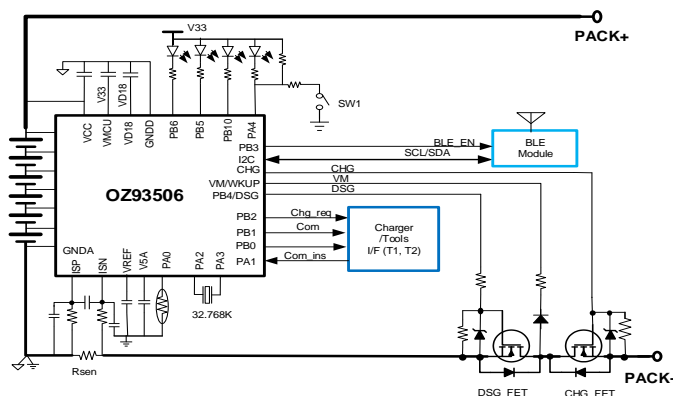 V33
PACK+
V33
VD18
SW1
VCC
VMCU
VD18
GNDD
PB6
PB5
PB10
PA4
PB3
BLE_EN
BLE
Module
I2C
SCL/SDA
CHG
CHG
VM/WKUP
VM
PB4/DSG
DSG
OZ93506
PB2
Chg_req
PB1
Com
PB0
PA1
Com_ins
Charger
/Tools
I/F (T1, T2)
GNDA
ISP
ISN
VREF
V5A
PA0
PA2
PA3
32.768K
Rsen
DSG_FET
CHG_FET
PACK-